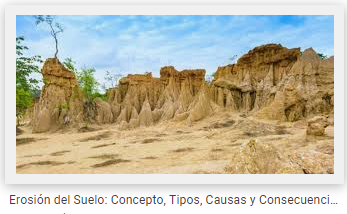 Erosión del Suelo: Concepto, Tipos, Causas y Consecuenci...